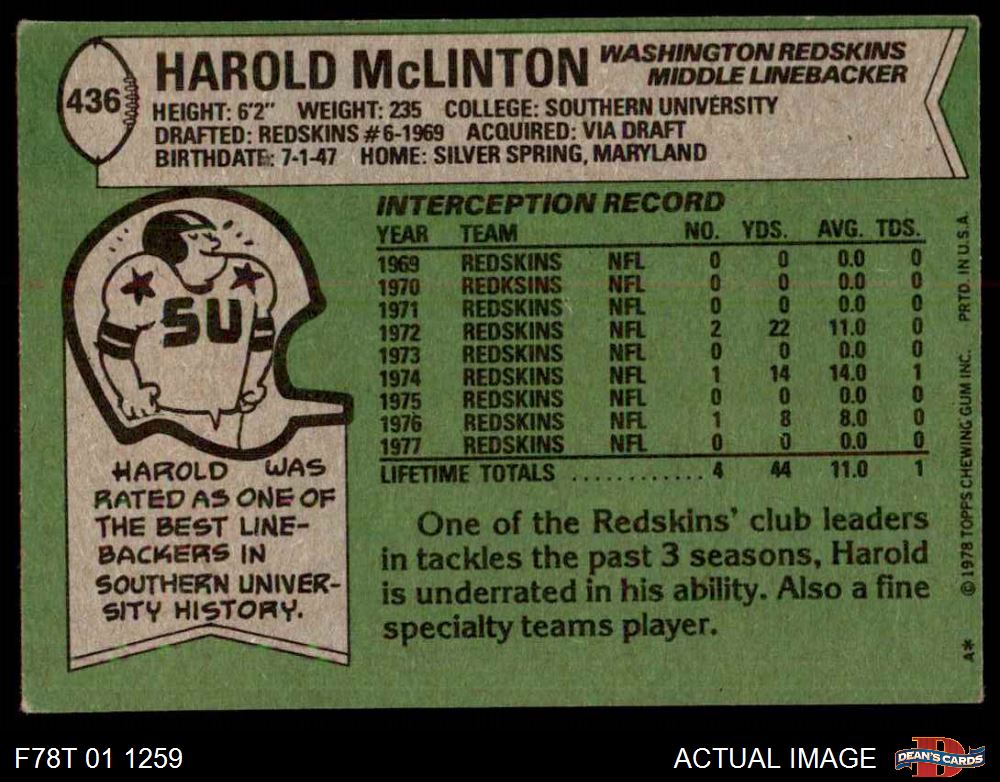 436
HAROLD McLINTON
WASHINGTON REDSKINS
MIDDLE LINEBACKER
HEIGHT: 6'2" WEIGHT: 235 COLLEGE: SOUTHERN UNIVERSITY
DRAFTED: REDSKINS #6-1969 ACQUIRED: VIA DRAFT
BIRTHDATE: 7-1-47 HOME: SILVER SPRING, MARYLAND
SU
HAROLD WAS
RATED AS ONE OF
THE BEST LINE-
BACKERS IN
SOUTHERN UNIVER-
SITY HISTORY.
INTERCEPTION RECORD
YEAR TEAM NO. YDS. AVG. TDS.
1969 REDSKINS NFL 0 0 0.0 0
1970 REDKSINS NFL 0 0 0.0 0
1971 REDSKINS NFL 0 0 0.0 0
1972 REDSKINS NFL 2 22 11.0 0
1973 REDSKINS NFL 0 0 0.0 0
1974 REDSKINS NFL 1 14 14.0 1
1975 REDSKINS NFL 0 0 0.0 0
1976 REDSKINS NFL 1 8 8.0 0
1977 REDSKINS NFL 0 0 0.0 0
LIFETIME TOTALS ............ 4 44 11.0 1
One of the Redskins' club leaders
in tackles the past 3 seasons, Harold
is underrated in his ability. Also a fine
specialty teams player.
A* © 1978 TOPPS CHEWING GUM INC. PRTD. IN U.S.A.
F78T 01 1259
ACTUAL IMAGE
D
DEAN'S CARDS